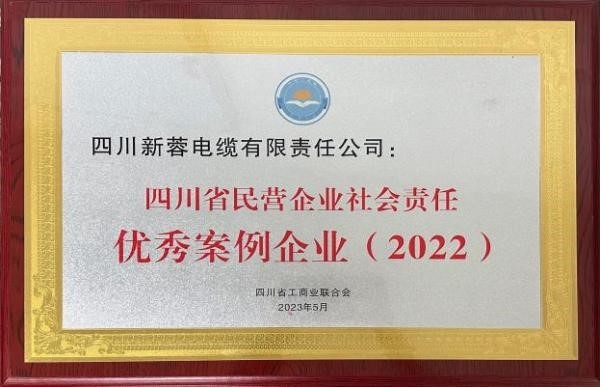 四川新蓉电缆有限责任公司：
四川省民营企业社会责任
优秀案例企业（2022）
四川省工商业联合会
2023年5月